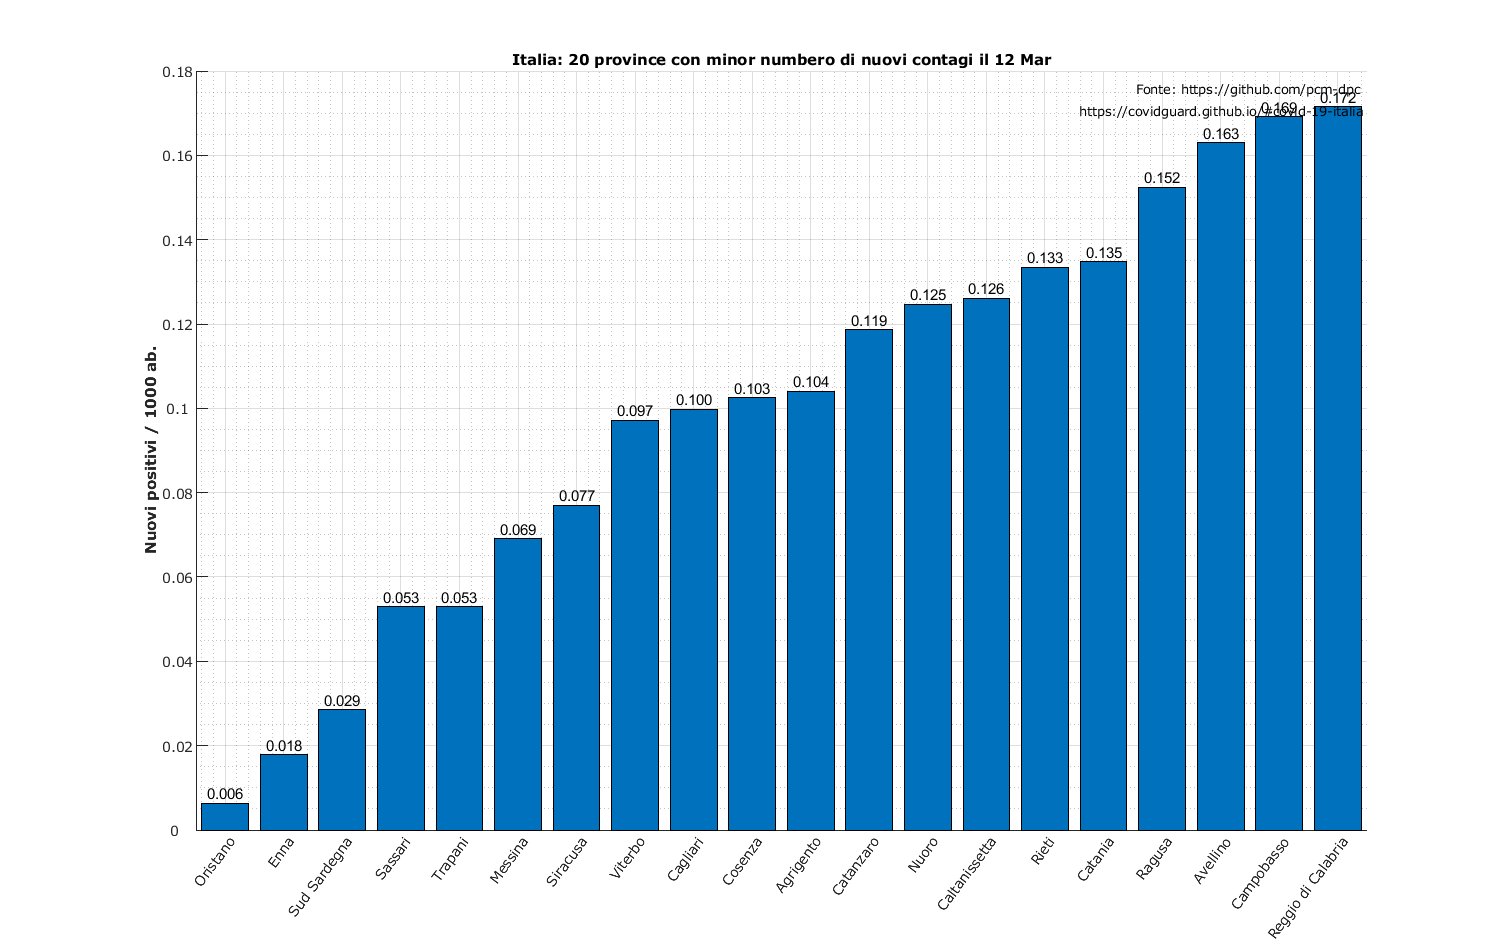 Italia: 20 province con minor numbero di nuovi contagi il 12 Mar
Fonte: https://github.com/pcm-dpc
https://covidguard.github.io/#covid-19-italia
Nuovi positivi / 1000 ab.
0.18
0.16
0.14
0.12
0.1
0.08
0.06
0.04
0.02
0
0.006
0.018
0.029
0.053
0.053
0.069
0.077
0.097
0.100
0.103
0.104
0.119
0.125
0.126
0.133
0.135
0.152
0.163
0.169
0.172
Oristano
Enna
Sud Sardegna
Sassari
Trapani
Messina
Siracusa
Viterbo
Cagliari
Cosenza
Agrigento
Catanzaro
Nuoro
Caltanissetta
Rieti
Catania
Ragusa
Avellino
Campobasso
Reggio di Calabria